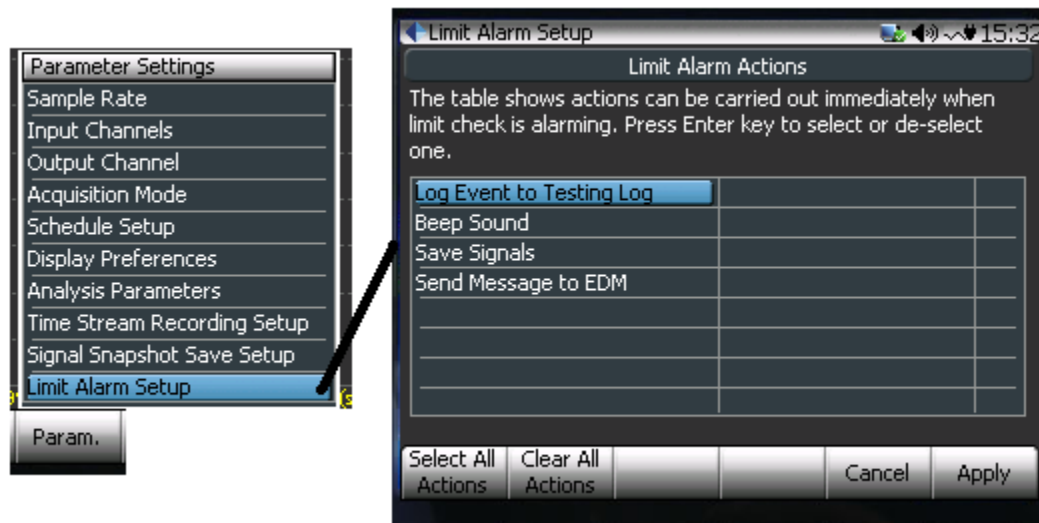 Parameter Settings
Sample Rate
Input Channels
Output Channel
Acquisition Mode
Schedule Setup
Display Preferences
Analysis Parameters
Time Stream Recording Setup
Signal Snapshot Save Setup
Limit Alarm Setup
Param.
Limit Alarm Setup
15:32
Limit Alarm Actions
The table shows actions can be carried out immediately when
limit check is alarming. Press Enter key to select or de-select
one.
Log Event to Testing Log
Beep Sound
Save Signals
Send Message to EDM
Select All
Actions
Clear All
Actions
Cancel
Apply